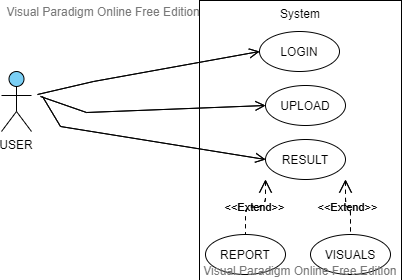 Visual Paradigm Online Free Edition
System
LOGIN
UPLOAD
USER
RESULT
<<Extend>> <<Extend>>
REPORT VISUALS
Visual Paradigm Online Free Edition